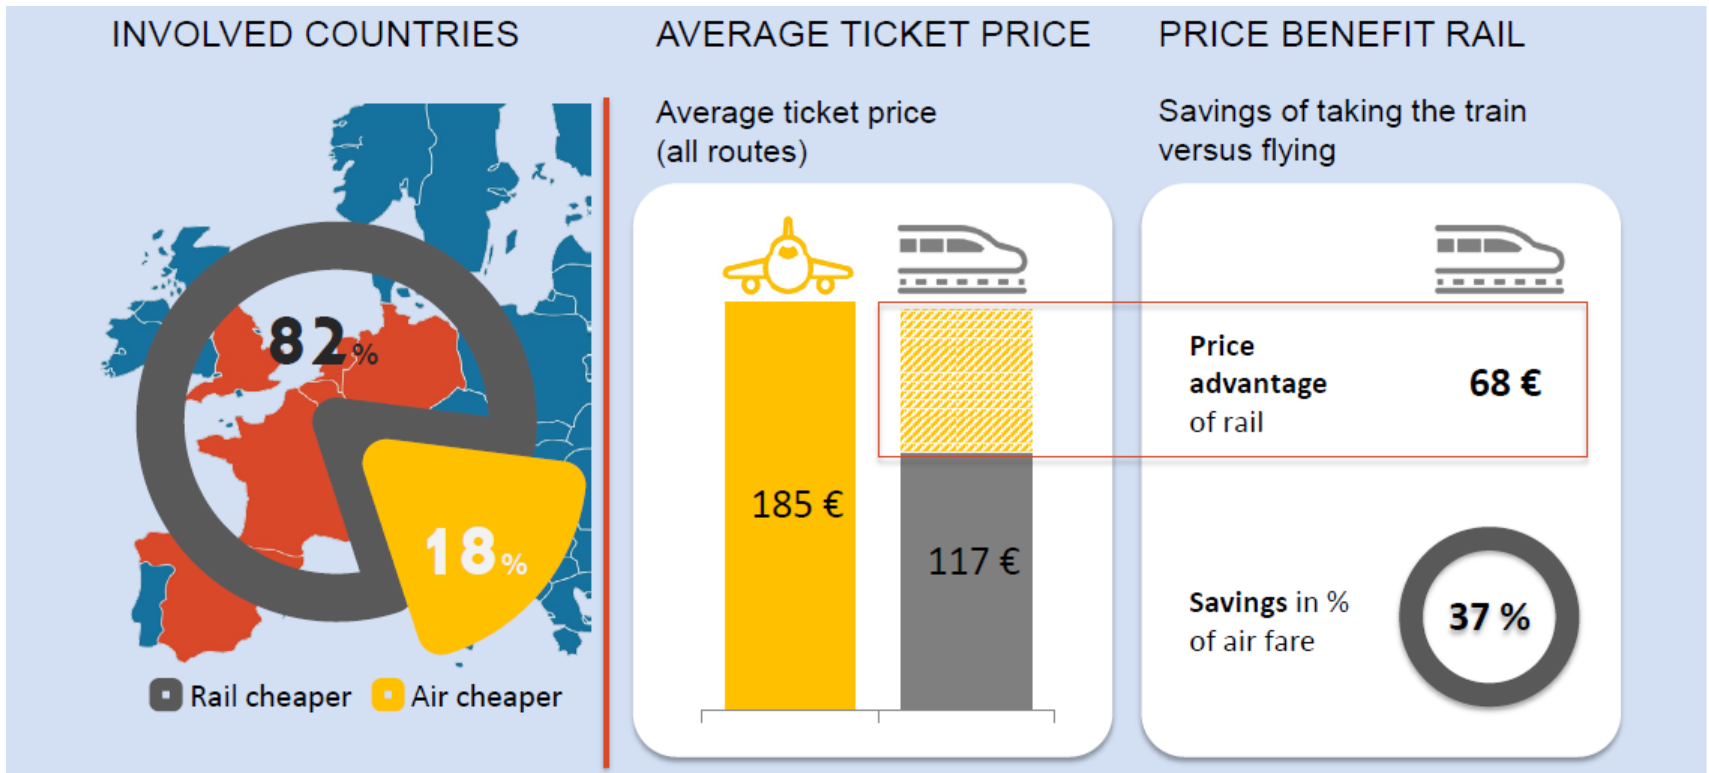 INVOLVED COUNTRIES
82%
18%
Rail cheaper
Air cheaper
AVERAGE TICKET PRICE
Average ticket price
(all routes)
185 €
117 €
PRICE BENEFIT RAIL
Savings of taking the train
versus flying
Price
advantage
of rail
68 €
Savings in %
of air fare
37 %